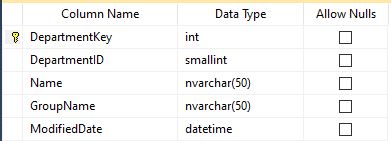 Column Name Data Type Allow Nulls
DepartmentKey int
DepartmentID smallint
Name nvarchar(50)
GroupName nvarchar(50)
ModifiedDate datetime